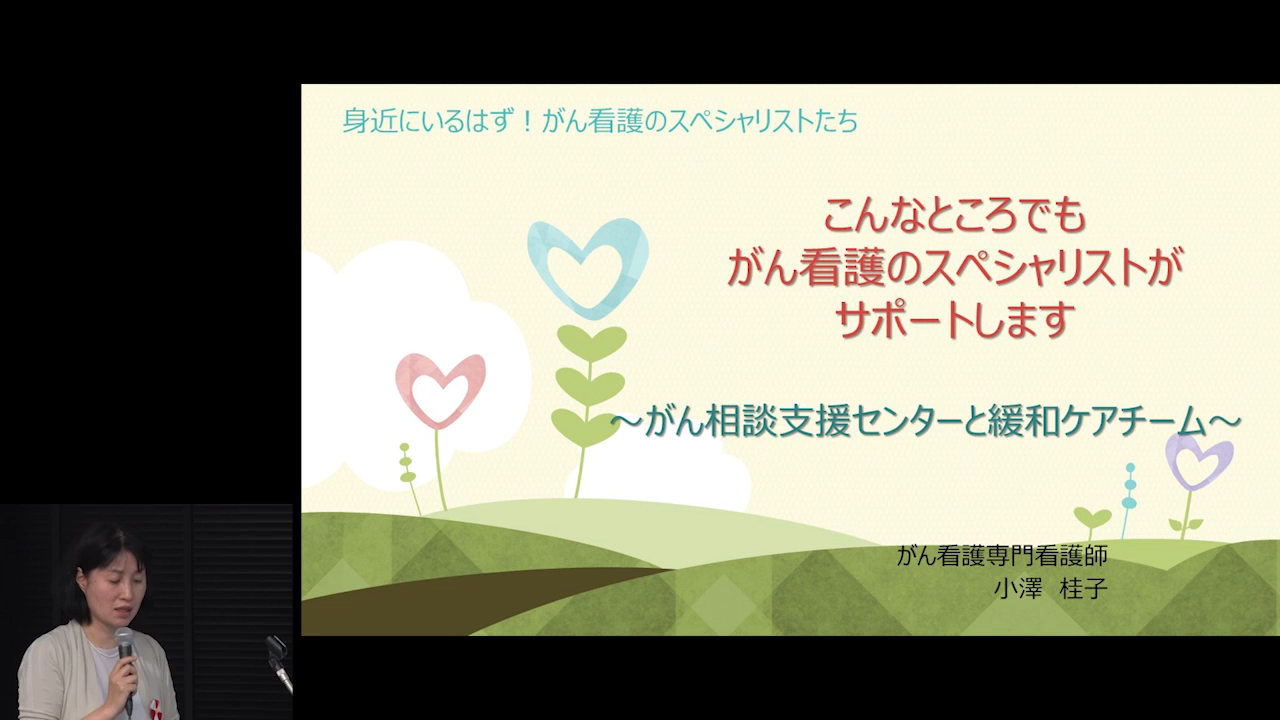 身近にいるはず！がん看護のスペシャリストたち
こんなところでも
がん看護のスペシャリストが
サポートします
～がん相談支援センターと緩和ケアチーム～
がん看護専門看護師
小澤　桂子